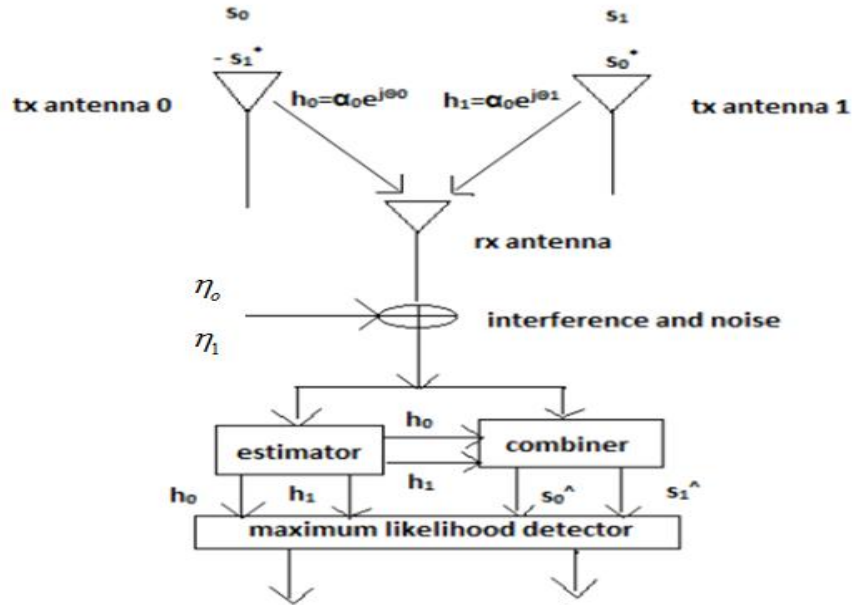 s₀
s₁
- s₁*
s₀*
tx antenna 0
h₀=α₀eʲᶿ⁰
h₁=α₀eʲᶿ¹
tx antenna 1
rx antenna
ηₒ
η₁
interference and noise
estimator
h₀
h₁
combiner
h₀
h₁
s₀^
s₁^
maximum likelihood detector